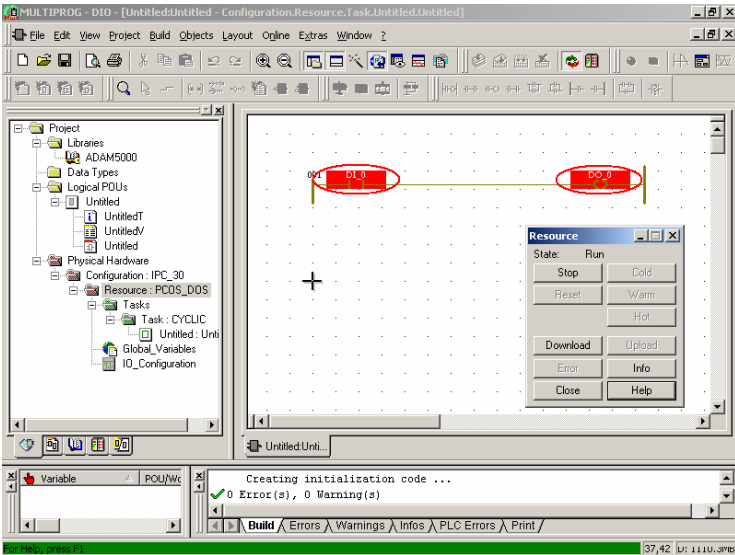 MULTIPROG - DIO - [Untitled:Untitled - Configuration.Resource.Task.Untitled.Untitled]
File Edit View Project Build Objects Layout Online Extras Window ?
Project
Libraries
ADAM5000
Data Types
Logical POUs
Untitled
UntitledT
UntitledV
Untitled
Physical Hardware
Configuration : IPC_30
Resource : PCOS_DOS
Tasks
Task : CYCLIC
Untitled : Unti
Global_Variables
IO_Configuration
001
DI_0
DO_0
Resource
State: Run
Stop Cold
Reset Warm
Hot
Download Upload
Error Info
Close Help
Untitled:Unti...
Variable POU/Wo
Creating initialization code ...
0 Error(s), 0 Warning(s)
Build Errors Warnings Infos PLC Errors Print
For Help, press F1
37,42